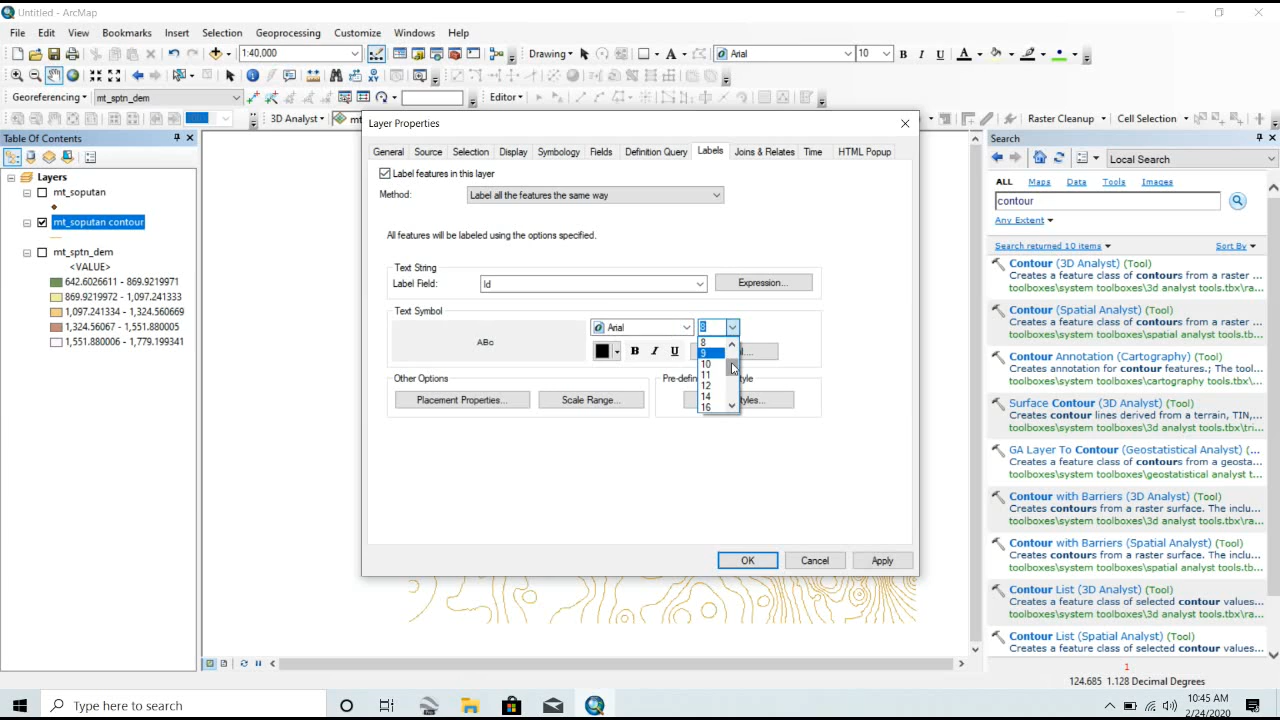 Untitled - ArcMap
File Edit View Bookmarks Insert Selection Geoprocessing Customize Windows Help
1:40,000 Drawing Arial 10 B I U A
Georeferencing mt_sptn_dem Editor
3D Analyst mt Raster Cleanup Cell Selection
Table Of Contents
Layers
mt_soputan
mt_soputan contour
mt_sptn_dem
<VALUE>
642.6026611 - 869.9219971
869.9219972 - 1,097.241333
1,097.241334 - 1,324.560669
1,324.56067 - 1,551.880005
1,551.880006 - 1,779.199341
Layer Properties
General Source Selection Display Symbology Fields Definition Query Labels Joins & Relates Time HTML Popup
Label features in this layer
Method: Label all the features the same way
All features will be labeled using the options specified.
Text String
Label Field: Id Expression...
Text Symbol
ABC Arial 8
B I U
8
9
10
11
12
14
16
Other Options
Placement Properties... Scale Range...
OK Cancel Apply
Search
Local Search
ALL Maps Data Tools Images
contour
Any Extent
Search returned 10 items Sort By
Contour (3D Analyst) (Tool)
Creates a feature class of contours from a raster ...
toolboxes\system toolboxes\3d analyst tools.tbx\ra...
Contour (Spatial Analyst) (Tool)
Creates a feature class of contours from a raster ...
toolboxes\system toolboxes\spatial analyst tools.tb...
Contour Annotation (Cartography) (Tool)
Creates annotation for contour features.; The tool...
toolboxes\system toolboxes\cartography tools.tbx\...
Surface Contour (3D Analyst) (Tool)
Creates contour lines derived from a terrain, TIN,...
toolboxes\system toolboxes\3d analyst tools.tbx\tri...
GA Layer To Contour (Geostatistical Analyst) (...
Creates a feature class of contours from a geosta...
toolboxes\system toolboxes\geostatistical analyst t...
Contour with Barriers (3D Analyst) (Tool)
Creates contours from a raster surface. The inclu...
toolboxes\system toolboxes\3d analyst tools.tbx\ra...
Contour with Barriers (Spatial Analyst) (Tool)
Creates contours from a raster surface. The inclu...
toolboxes\system toolboxes\spatial analyst tools.tb...
Contour List (3D Analyst) (Tool)
Creates a feature class of selected contour values...
toolboxes\system toolboxes\3d analyst tools.tbx\ra...
Contour List (Spatial Analyst) (Tool)
Creates a feature class of selected contour values...
1
124.685 1.128 Decimal Degrees
Type here to search
10:45 AM
2/24/2020